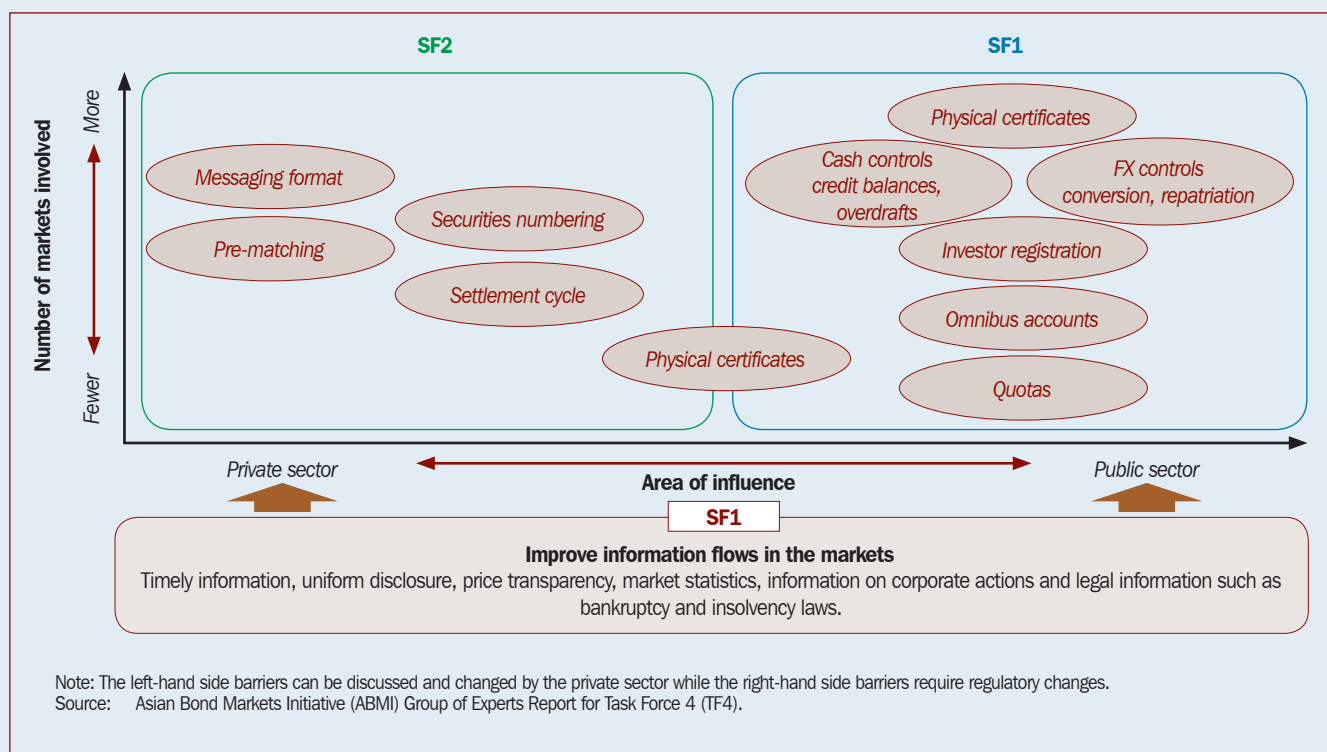 SF2
SF1
Number of markets involved
More
Fewer
Physical certificates
Cash controls
credit balances,
overdrafts
FX controls
conversion, repatriation
Messaging format
Securities numbering
Pre-matching
Investor registration
Settlement cycle
Omnibus accounts
Physical certificates
Quotas
Private sector
Public sector
Area of influence
SF1
Improve information flows in the markets
Timely information, uniform disclosure, price transparency, market statistics, information on corporate actions and legal information such as
bankruptcy and insolvency laws.
Note: The left-hand side barriers can be discussed and changed by the private sector while the right-hand side barriers require regulatory changes.
Source: Asian Bond Markets Initiative (ABMI) Group of Experts Report for Task Force 4 (TF4).